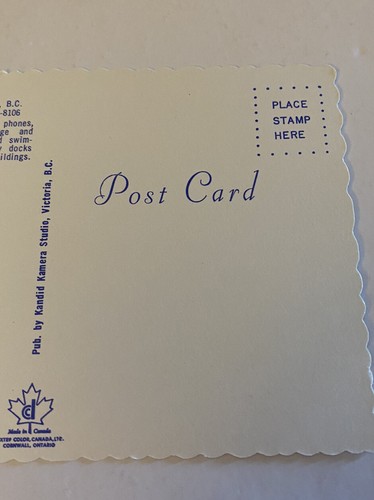 , B.C.
-8106
phones,
ge and
d swim-
docks
ildings.
Pub. by Kandid Kamera Studio, Victoria, B.C.
PLACE
STAMP
HERE
Post Card
Made in Canada
COLOR, CANADA, LTD.
CORNWALL, ONTARIO